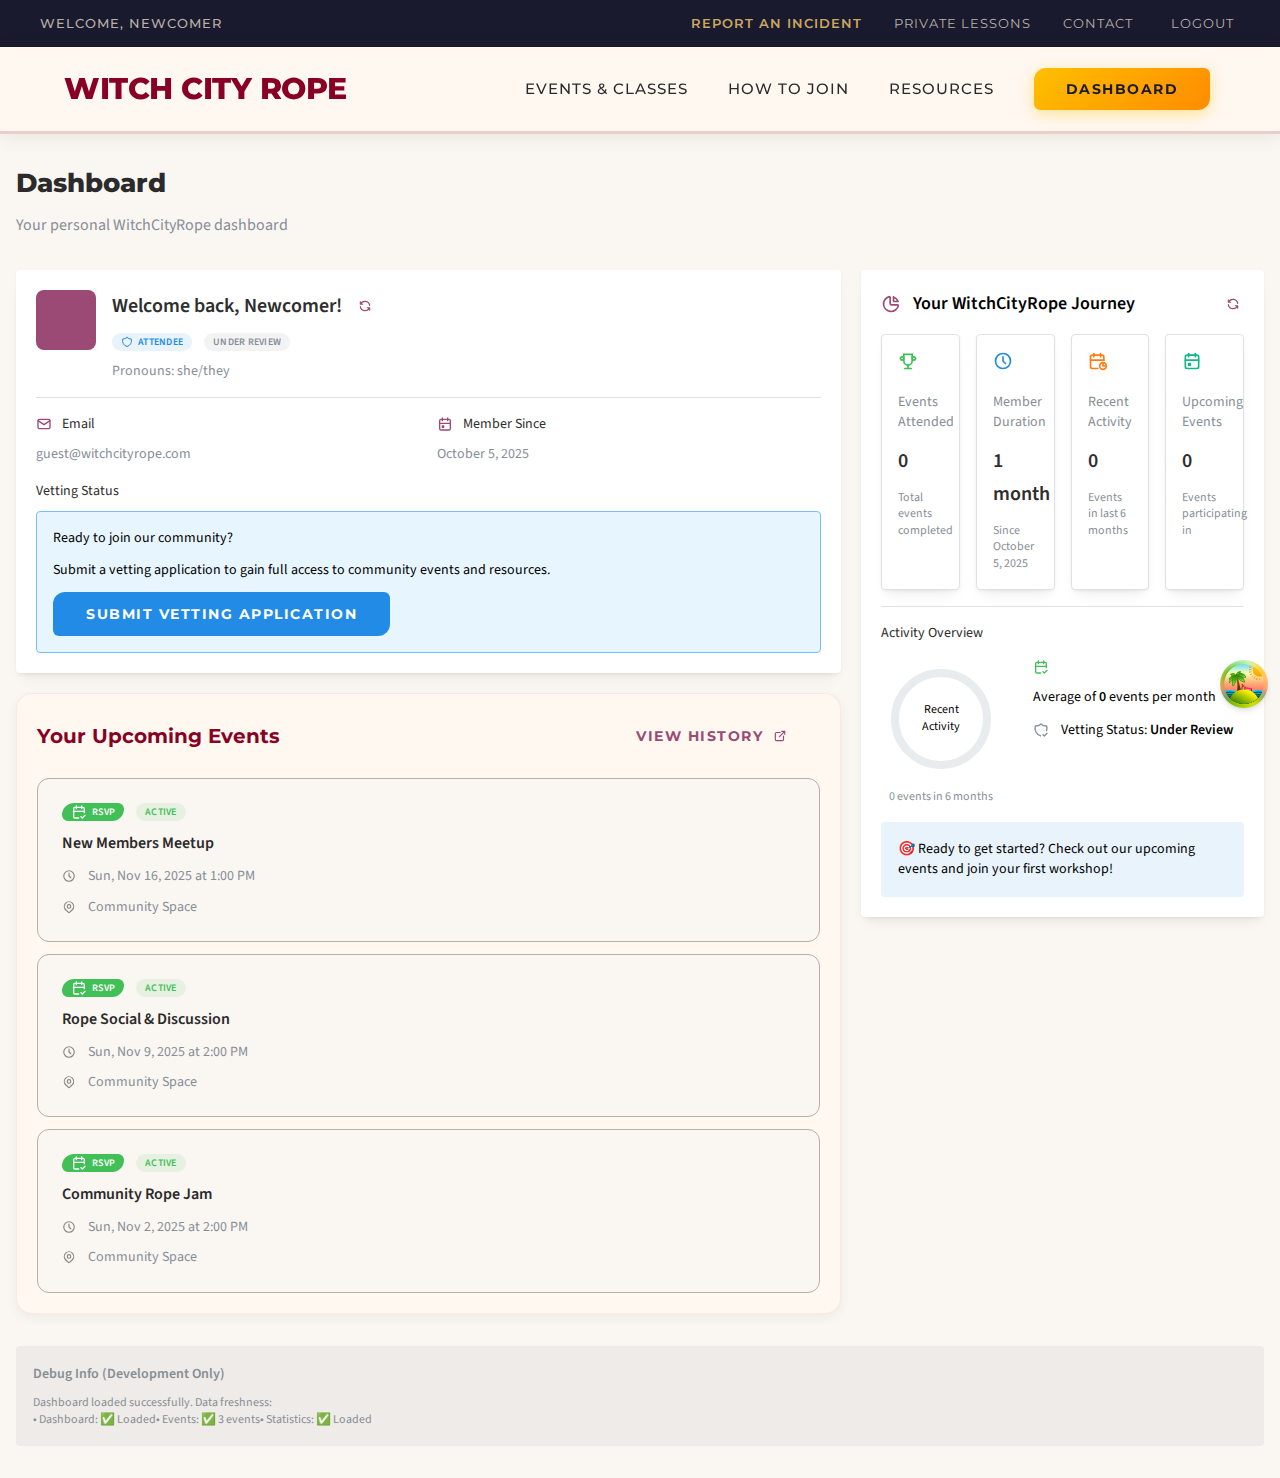 WELCOME, NEWCOMER
REPORT AN INCIDENT
PRIVATE LESSONS
CONTACT
LOGOUT
WITCH CITY ROPE
EVENTS & CLASSES
HOW TO JOIN
RESOURCES
DASHBOARD
Dashboard
Your personal WitchCityRope dashboard
Welcome back, Newcomer!
ATTENDEE
UNDER REVIEW
Pronouns: she/they
Email
guest@witchcityrope.com
Member Since
October 5, 2025
Vetting Status
Ready to join our community?
Submit a vetting application to gain full access to community events and resources.
SUBMIT VETTING APPLICATION
Your Upcoming Events
VIEW HISTORY
RSVP
ACTIVE
New Members Meetup
Sun, Nov 16, 2025 at 1:00 PM
Community Space
RSVP
ACTIVE
Rope Social & Discussion
Sun, Nov 9, 2025 at 2:00 PM
Community Space
RSVP
ACTIVE
Community Rope Jam
Sun, Nov 2, 2025 at 2:00 PM
Community Space
Your WitchCityRope Journey
Events
Attended
0
Total
events
completed
Member
Duration
1
month
Since
October
5, 2025
Recent
Activity
0
Events
in last 6
months
Upcoming
Events
0
Events
participating
in
Activity Overview
Recent
Activity
0 events in 6 months
Average of 0 events per month
Vetting Status: Under Review
🎯 Ready to get started? Check out our upcoming
events and join your first workshop!
Debug Info (Development Only)
Dashboard loaded successfully. Data freshness:
• Dashboard: ✅ Loaded• Events: ✅ 3 events• Statistics: ✅ Loaded